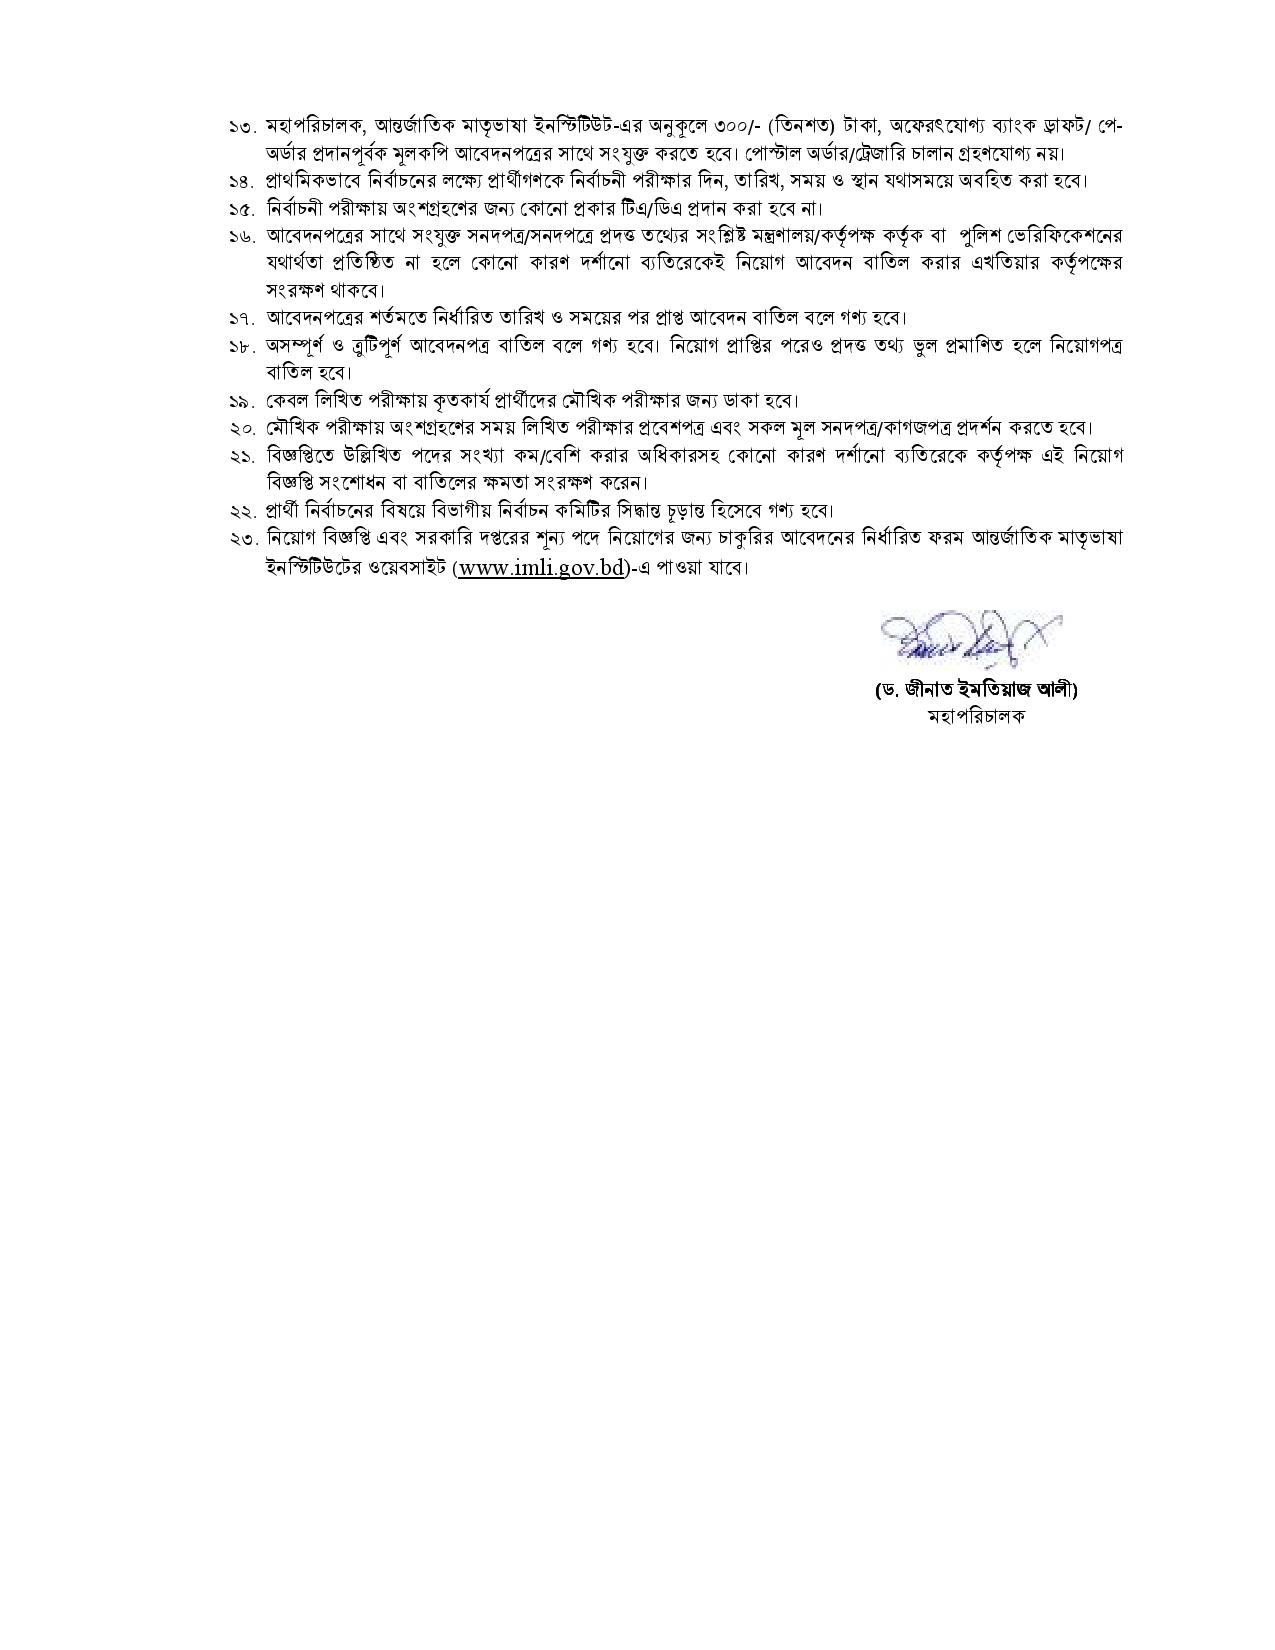 ১৩. মহাপরিচালক, আন্তর্জাতিক মাতৃভাষা ইনস্টিটিউট-এর অনুকূলে ৩০০/- (তিনশত) টাকা, অফেরৎযোগ্য ব্যাংক ড্রাফট/ পে-
অর্ডার প্রদানপূর্বক মূলকপি আবেদনপত্রের সাথে সংযুক্ত করতে হবে। পোস্টাল অর্ডার/ট্রেজারি চালান গ্রহণযোগ্য নয়।
১৪. প্রাথমিকভাবে নির্বাচনের লক্ষ্যে প্রার্থীগণকে নির্বাচনী পরীক্ষার দিন, তারিখ, সময় ও স্থান যথাসময়ে অবহিত করা হবে।
১৫. নির্বাচনী পরীক্ষায় অংশগ্রহণের জন্য কোনো প্রকার টিএ/ডিএ প্রদান করা হবে না।
১৬. আবেদনপত্রের সাথে সংযুক্ত সনদপত্র/সনদপত্রে প্রদত্ত তথ্যের সংশ্লিষ্ট মন্ত্রণালয়/কর্তৃপক্ষ কর্তৃক বা পুলিশ ভেরিফিকেশনের
যথার্থতা প্রতিষ্ঠিত না হলে কোনো কারণ দর্শানো ব্যতিরেকেই নিয়োগ আবেদন বাতিল করার এখতিয়ার কর্তৃপক্ষের
সংরক্ষণ থাকবে।
১৭. আবেদনপত্রের শর্তমতে নির্ধারিত তারিখ ও সময়ের পর প্রাপ্ত আবেদন বাতিল বলে গণ্য হবে।
১৮. অসম্পূর্ণ ও ত্রুটিপূর্ণ আবেদনপত্র বাতিল বলে গণ্য হবে। নিয়োগ প্রাপ্তির পরেও প্রদত্ত তথ্য ভুল প্রমাণিত হলে নিয়োগপত্র
বাতিল হবে।
১৯. কেবল লিখিত পরীক্ষায় কৃতকার্য প্রার্থীদের মৌখিক পরীক্ষার জন্য ডাকা হবে।
২০. মৌখিক পরীক্ষায় অংশগ্রহণের সময় লিখিত পরীক্ষার প্রবেশপত্র এবং সকল মূল সনদপত্র/কাগজপত্র প্রদর্শন করতে হবে।
২১. বিজ্ঞপ্তিতে উল্লিখিত পদের সংখ্যা কম/বেশি করার অধিকারসহ কোনো কারণ দর্শানো ব্যতিরেকে কর্তৃপক্ষ এই নিয়োগ
বিজ্ঞপ্তি সংশোধন বা বাতিলের ক্ষমতা সংরক্ষণ করেন।
২২. প্রার্থী নির্বাচনের বিষয়ে বিভাগীয় নির্বাচন কমিটির সিদ্ধান্ত চূড়ান্ত হিসেবে গণ্য হবে।
২৩. নিয়োগ বিজ্ঞপ্তি এবং সরকারি দপ্তরের শূন্য পদে নিয়োগের জন্য চাকুরির আবেদনের নির্ধারিত ফরম আন্তর্জাতিক মাতৃভাষা
ইনস্টিটিউটের ওয়েবসাইট (www.imli.gov.bd)-এ পাওয়া যাবে।
(ড. জীনাত ইমতিয়াজ আলী)
মহাপরিচালক